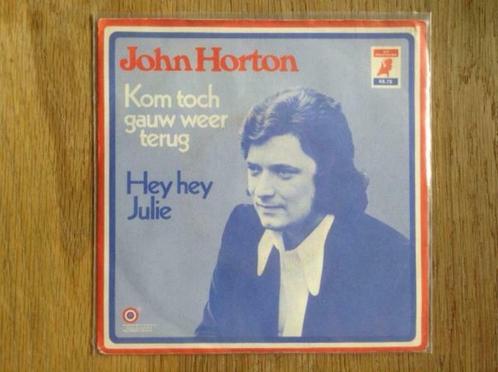 John Horton
Kom toch
gauw weer
terug
Hey hey
Julie